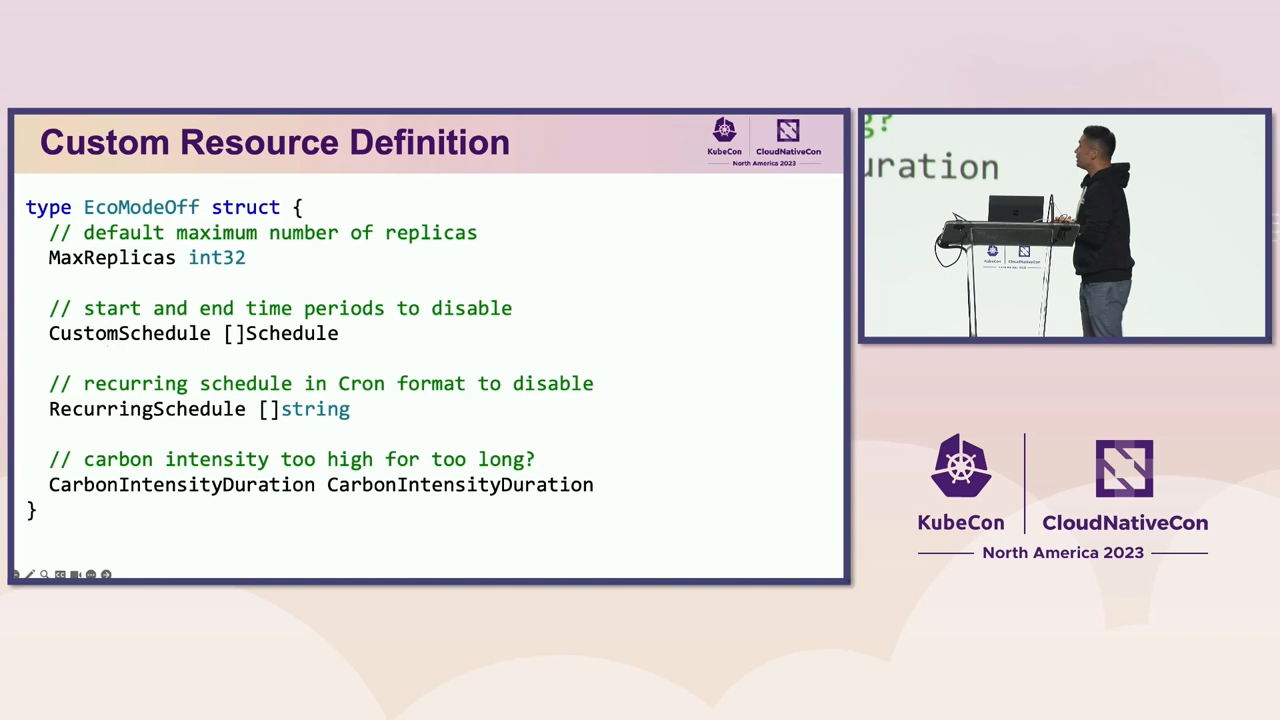 Custom Resource Definition
KubeCon
CloudNativeCon
North America 2023
type EcoModeOff struct {
// default maximum number of replicas
MaxReplicas int32
// start and end time periods to disable
CustomSchedule []Schedule
// recurring schedule in Cron format to disable
RecurringSchedule []string
// carbon intensity too high for too long?
CarbonIntensityDuration CarbonIntensityDuration
}
g?
uration
KubeCon
CloudNativeCon
North America 2023